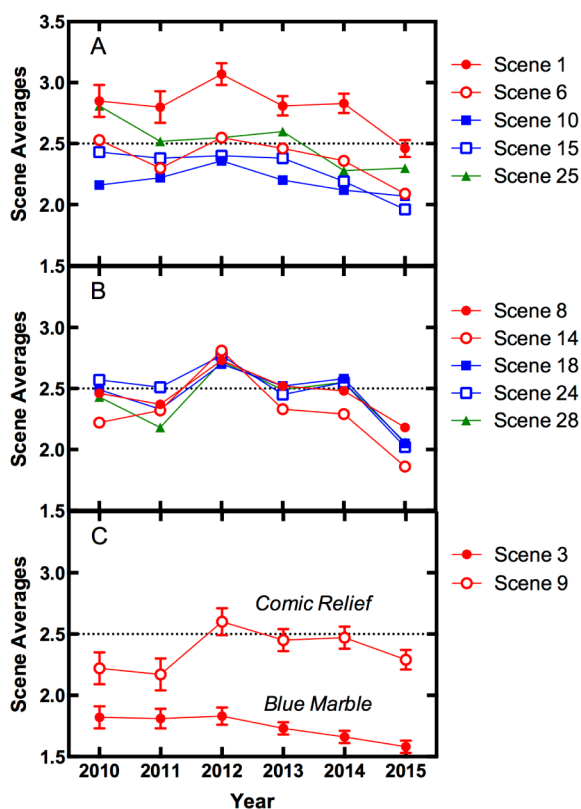 A
3.5
3.0
2.5
2.0
1.5
Scene Averages
Scene 1
Scene 6
Scene 10
Scene 15
Scene 25
B
3.0
2.5
2.0
1.5
Scene Averages
Scene 8
Scene 14
Scene 18
Scene 24
Scene 28
C
3.0
2.5
2.0
1.5
Scene Averages
Comic Relief
Blue Marble
Scene 3
Scene 9
2010 2011 2012 2013 2014 2015
Year